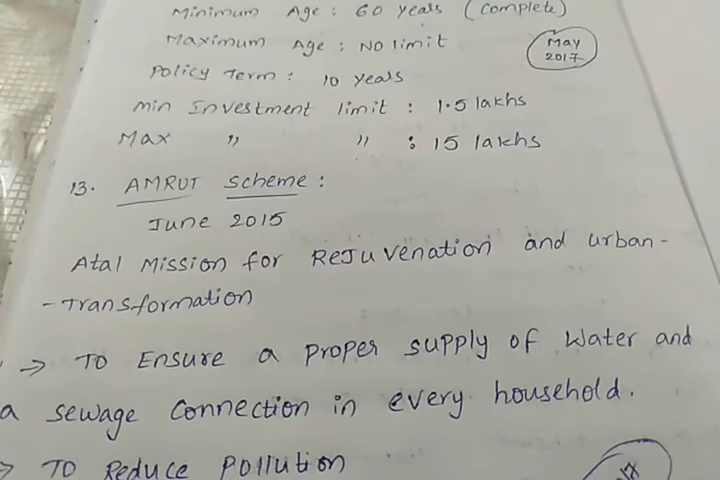 Minimum Age : 60 years (complete)
Maximum Age : No limit
May
2017
Policy Term : 10 years
Min Investment limit : 1.5 lakhs
Max " " : 15 lakhs
13. AMRUT scheme :
June 2015
Atal Mission for Rejuvenation and urban-
-Transformation
→ To Ensure a proper supply of water and
a sewage connection in every household.
→ To Reduce pollution